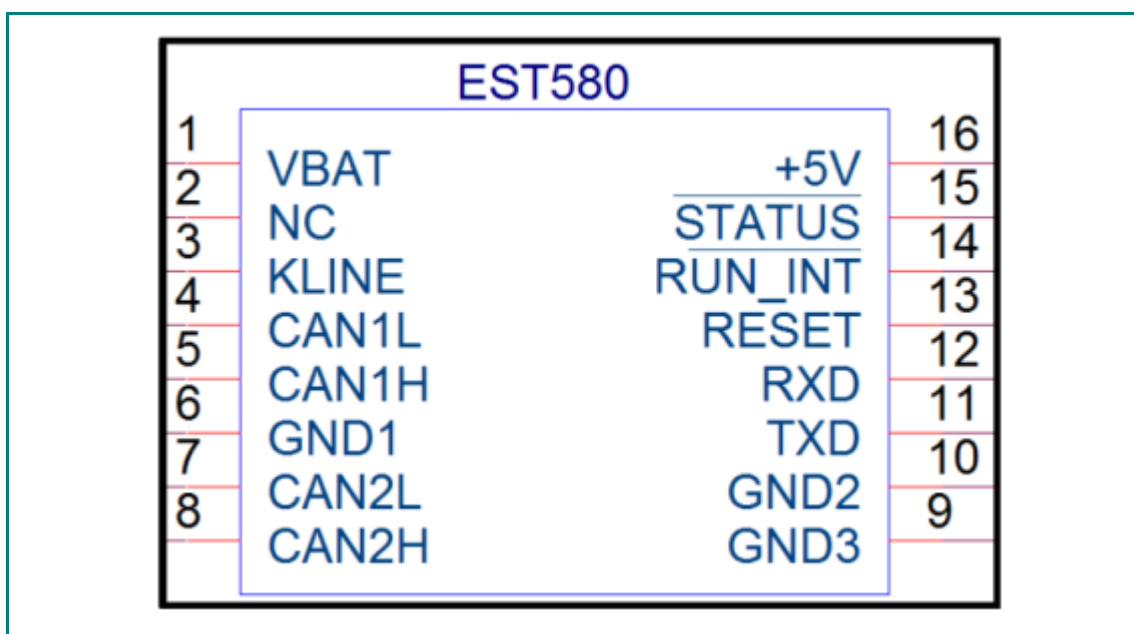 EST580
1 16
VBAT +5V
2 15
NC STATUS
3 14
KLINE RUN_INT
4 13
CAN1L RESET
5 12
CAN1H RXD
6 11
GND1 TXD
7 10
CAN2L GND2
8 9
CAN2H GND3